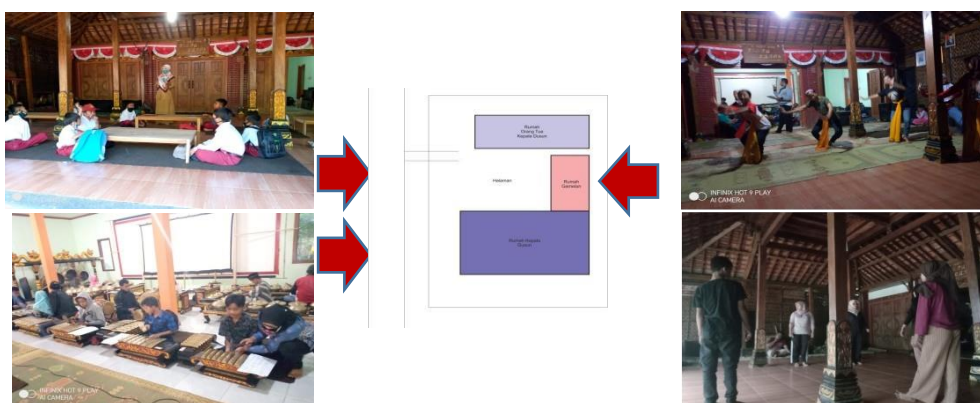 Rumah
Orang Tua
Kepala Dusun
Halaman
Rumah
Gamelan
Rumah Kepala
Dusun
INFINIX HOT 9 PLAY
AI CAMERA
INFINIX HOT 9 PLAY
AI CAMERA